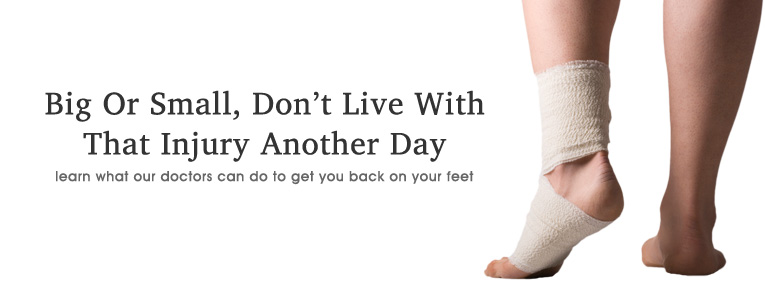 Big Or Small, Don’t Live With
That Injury Another Day
learn what our doctors can do to get you back on your feet